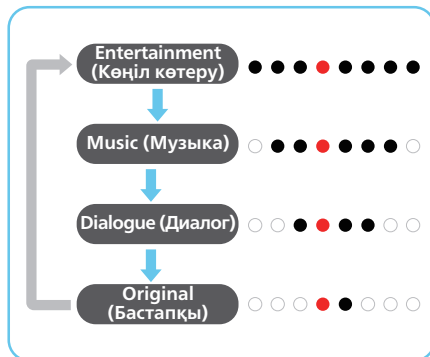 Entertainment
(Көңіл көтеру)
Music (Музыка)
Dialogue (Диалог)
Original
(Бастапқы)